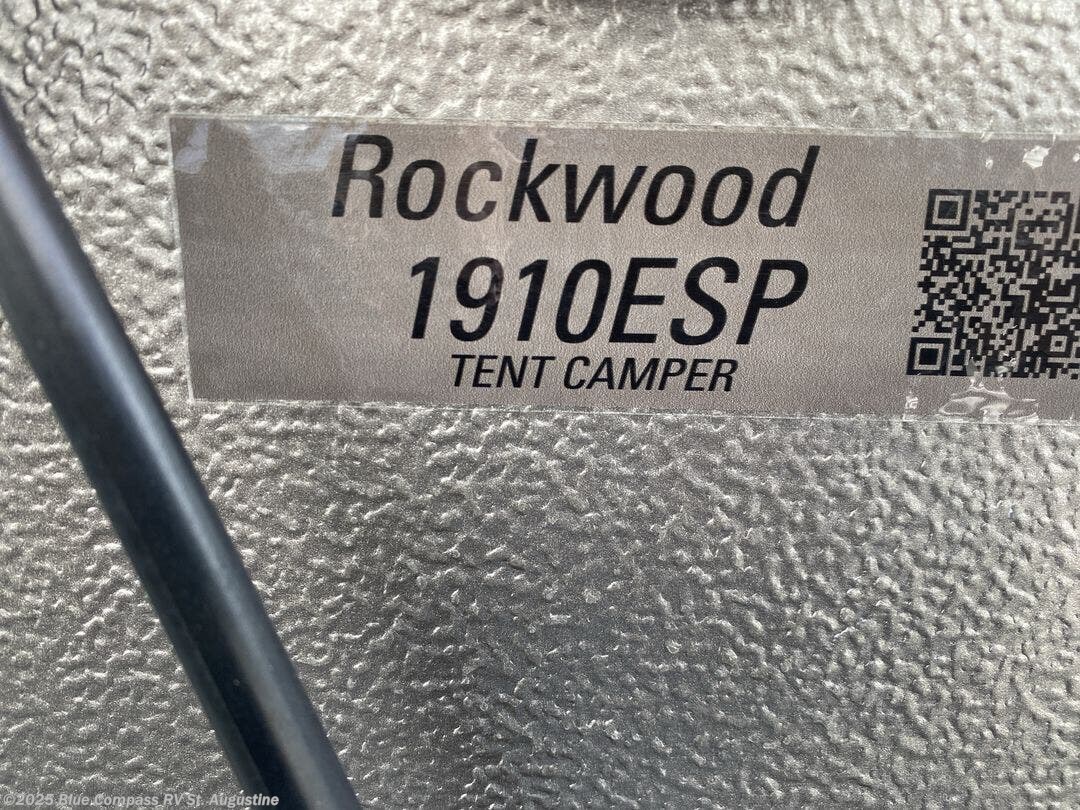 Rockwood
1910ESP
TENT CAMPER
©2025 Blue Compass RV St. Augustine